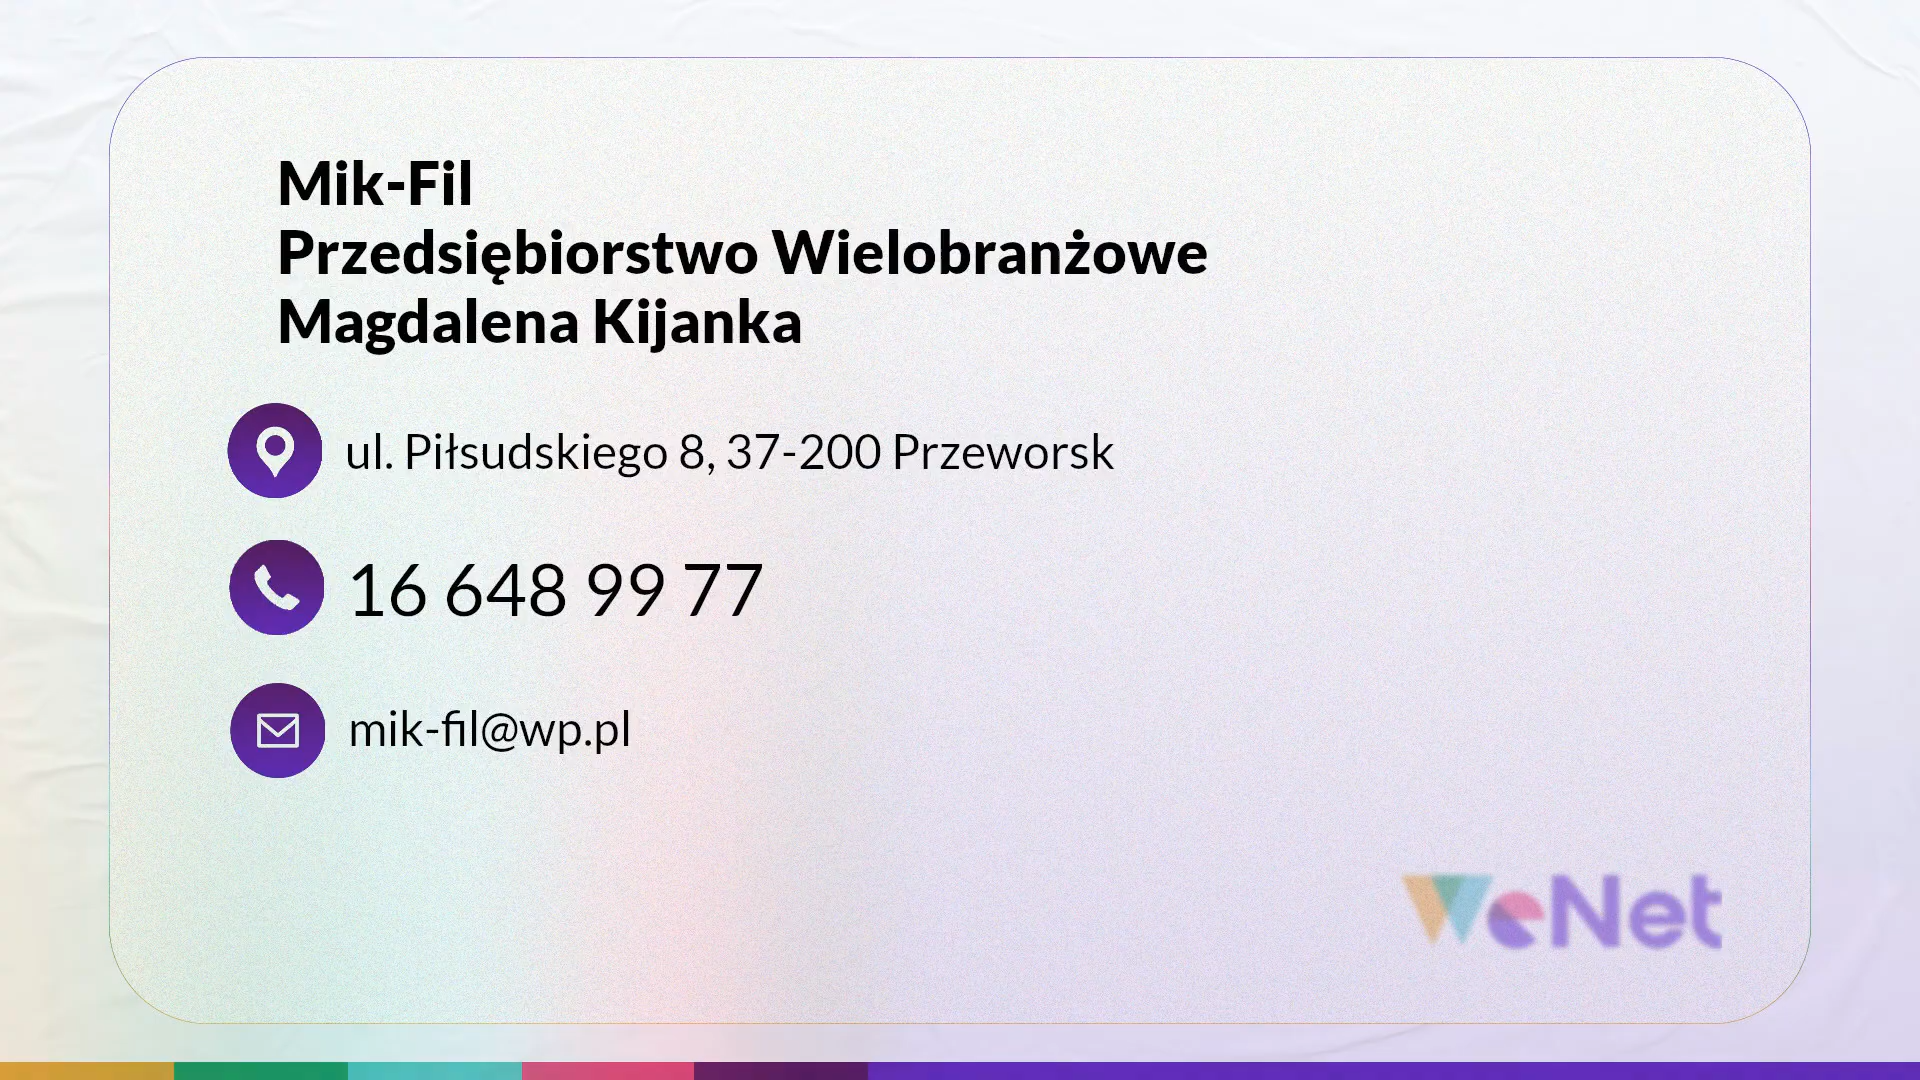 Mik-Fil
Przedsiębiorstwo Wielobranżowe
Magdalena Kijanka
ul. Piłsudskiego 8, 37-200 Przeworsk
16 648 99 77
mik-fil@wp.pl
WeNet